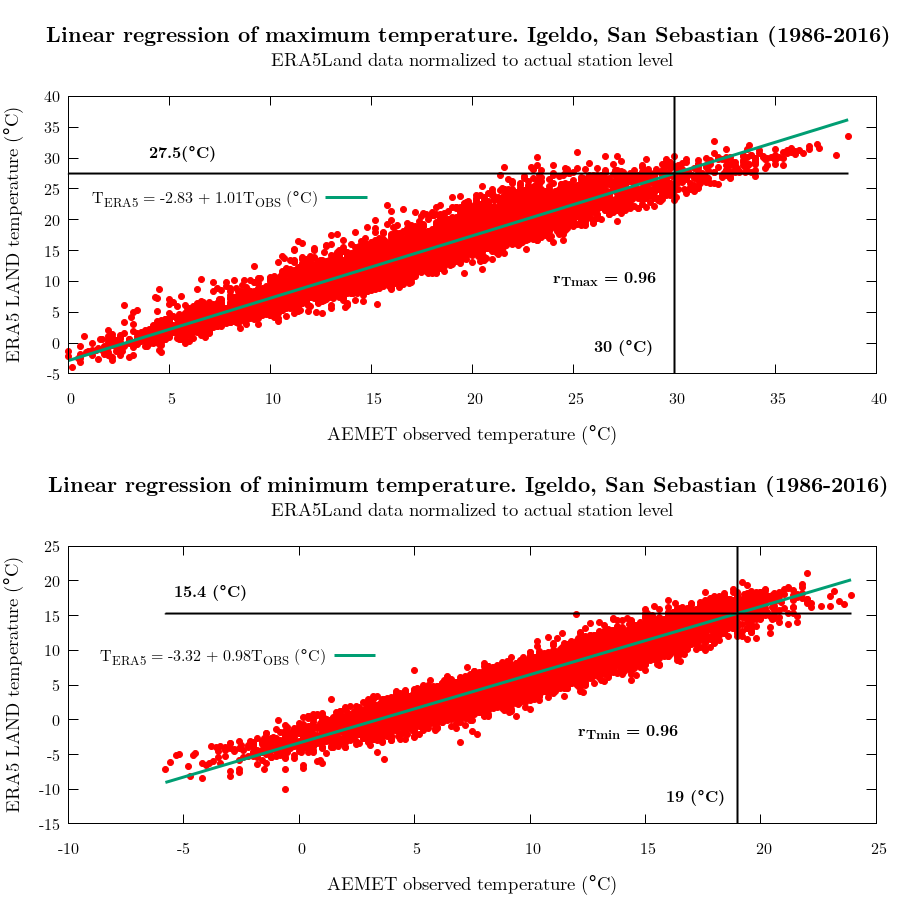 Linear regression of maximum temperature. Igeldo, San Sebastian (1986-2016)
ERA5Land data normalized to actual station level
ERA5 LAND temperature (°C)
40
35
30
25
20
15
10
5
0
-5
27.5(°C)
T_ERA5 = -2.83 + 1.01T_OBS (°C)
r_Tmax = 0.96
30 (°C)
0 5 10 15 20 25 30 35 40
AEMET observed temperature (°C)
Linear regression of minimum temperature. Igeldo, San Sebastian (1986-2016)
ERA5Land data normalized to actual station level
ERA5 LAND temperature (°C)
25
20
15
10
5
0
-5
-10
-15
15.4 (°C)
T_ERA5 = -3.32 + 0.98T_OBS (°C)
r_Tmin = 0.96
19 (°C)
-10 -5 0 5 10 15 20 25
AEMET observed temperature (°C)